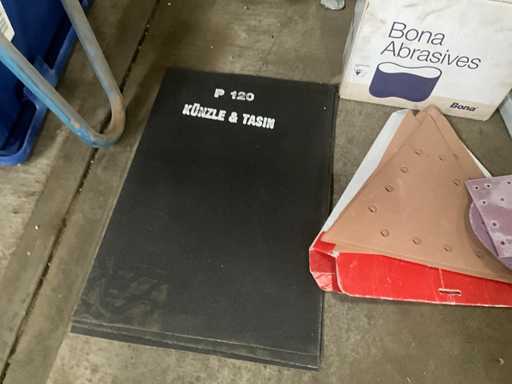 P 120
KÜNZLE & TASIN
Bona
Abrasives
Bona